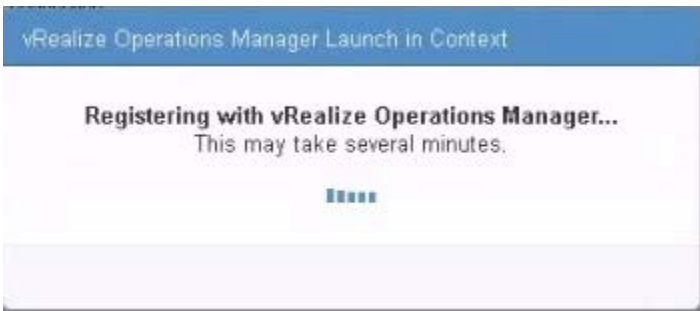 vRealize Operations Manager Launch in Context
Registering with vRealize Operations Manager...
This may take several minutes.